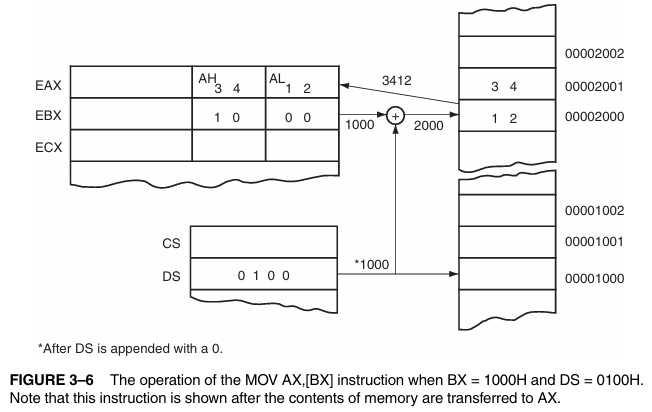 00002002
EAX AH 3 4 AL 1 2 3412 3 4 00002001
EBX 1 0 0 0 1000 + 2000 1 2 00002000
ECX
00001002
CS 00001001
DS 0 1 0 0 *1000 00001000
*After DS is appended with a 0.
FIGURE 3–6 The operation of the MOV AX,[BX] instruction when BX = 1000H and DS = 0100H.
Note that this instruction is shown after the contents of memory are transferred to AX.